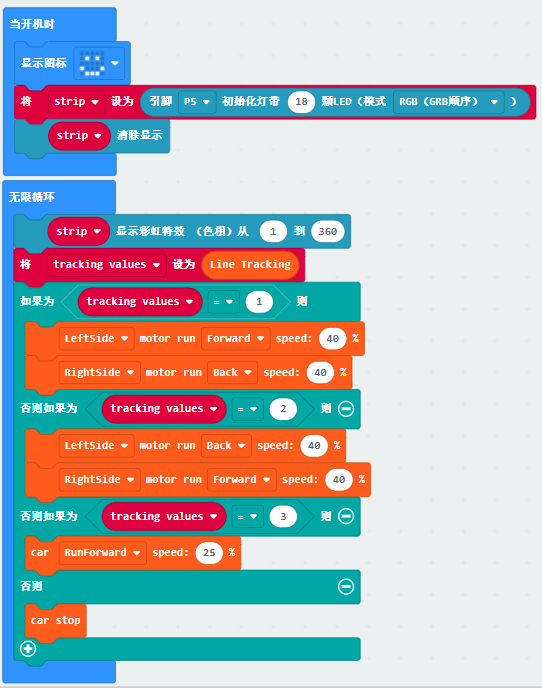 当开机时
显示图标
将 strip 设为 引脚 P5 初始化灯带 18 颗LED (模式 RGB (GRB顺序) )
strip 清除显示
无限循环
strip 显示彩虹特效 (色相)从 1 到 360
将 tracking values 设为 Line Tracking
如果为 tracking values = 1 则
LeftSide motor run Forward speed: 40 %
RightSide motor run Back speed: 40 %
否则如果为 tracking values = 2 则
LeftSide motor run Back speed: 40 %
RightSide motor run Forward speed: 40 %
否则如果为 tracking values = 3 则
car RunForward speed: 25 %
否则
car stop